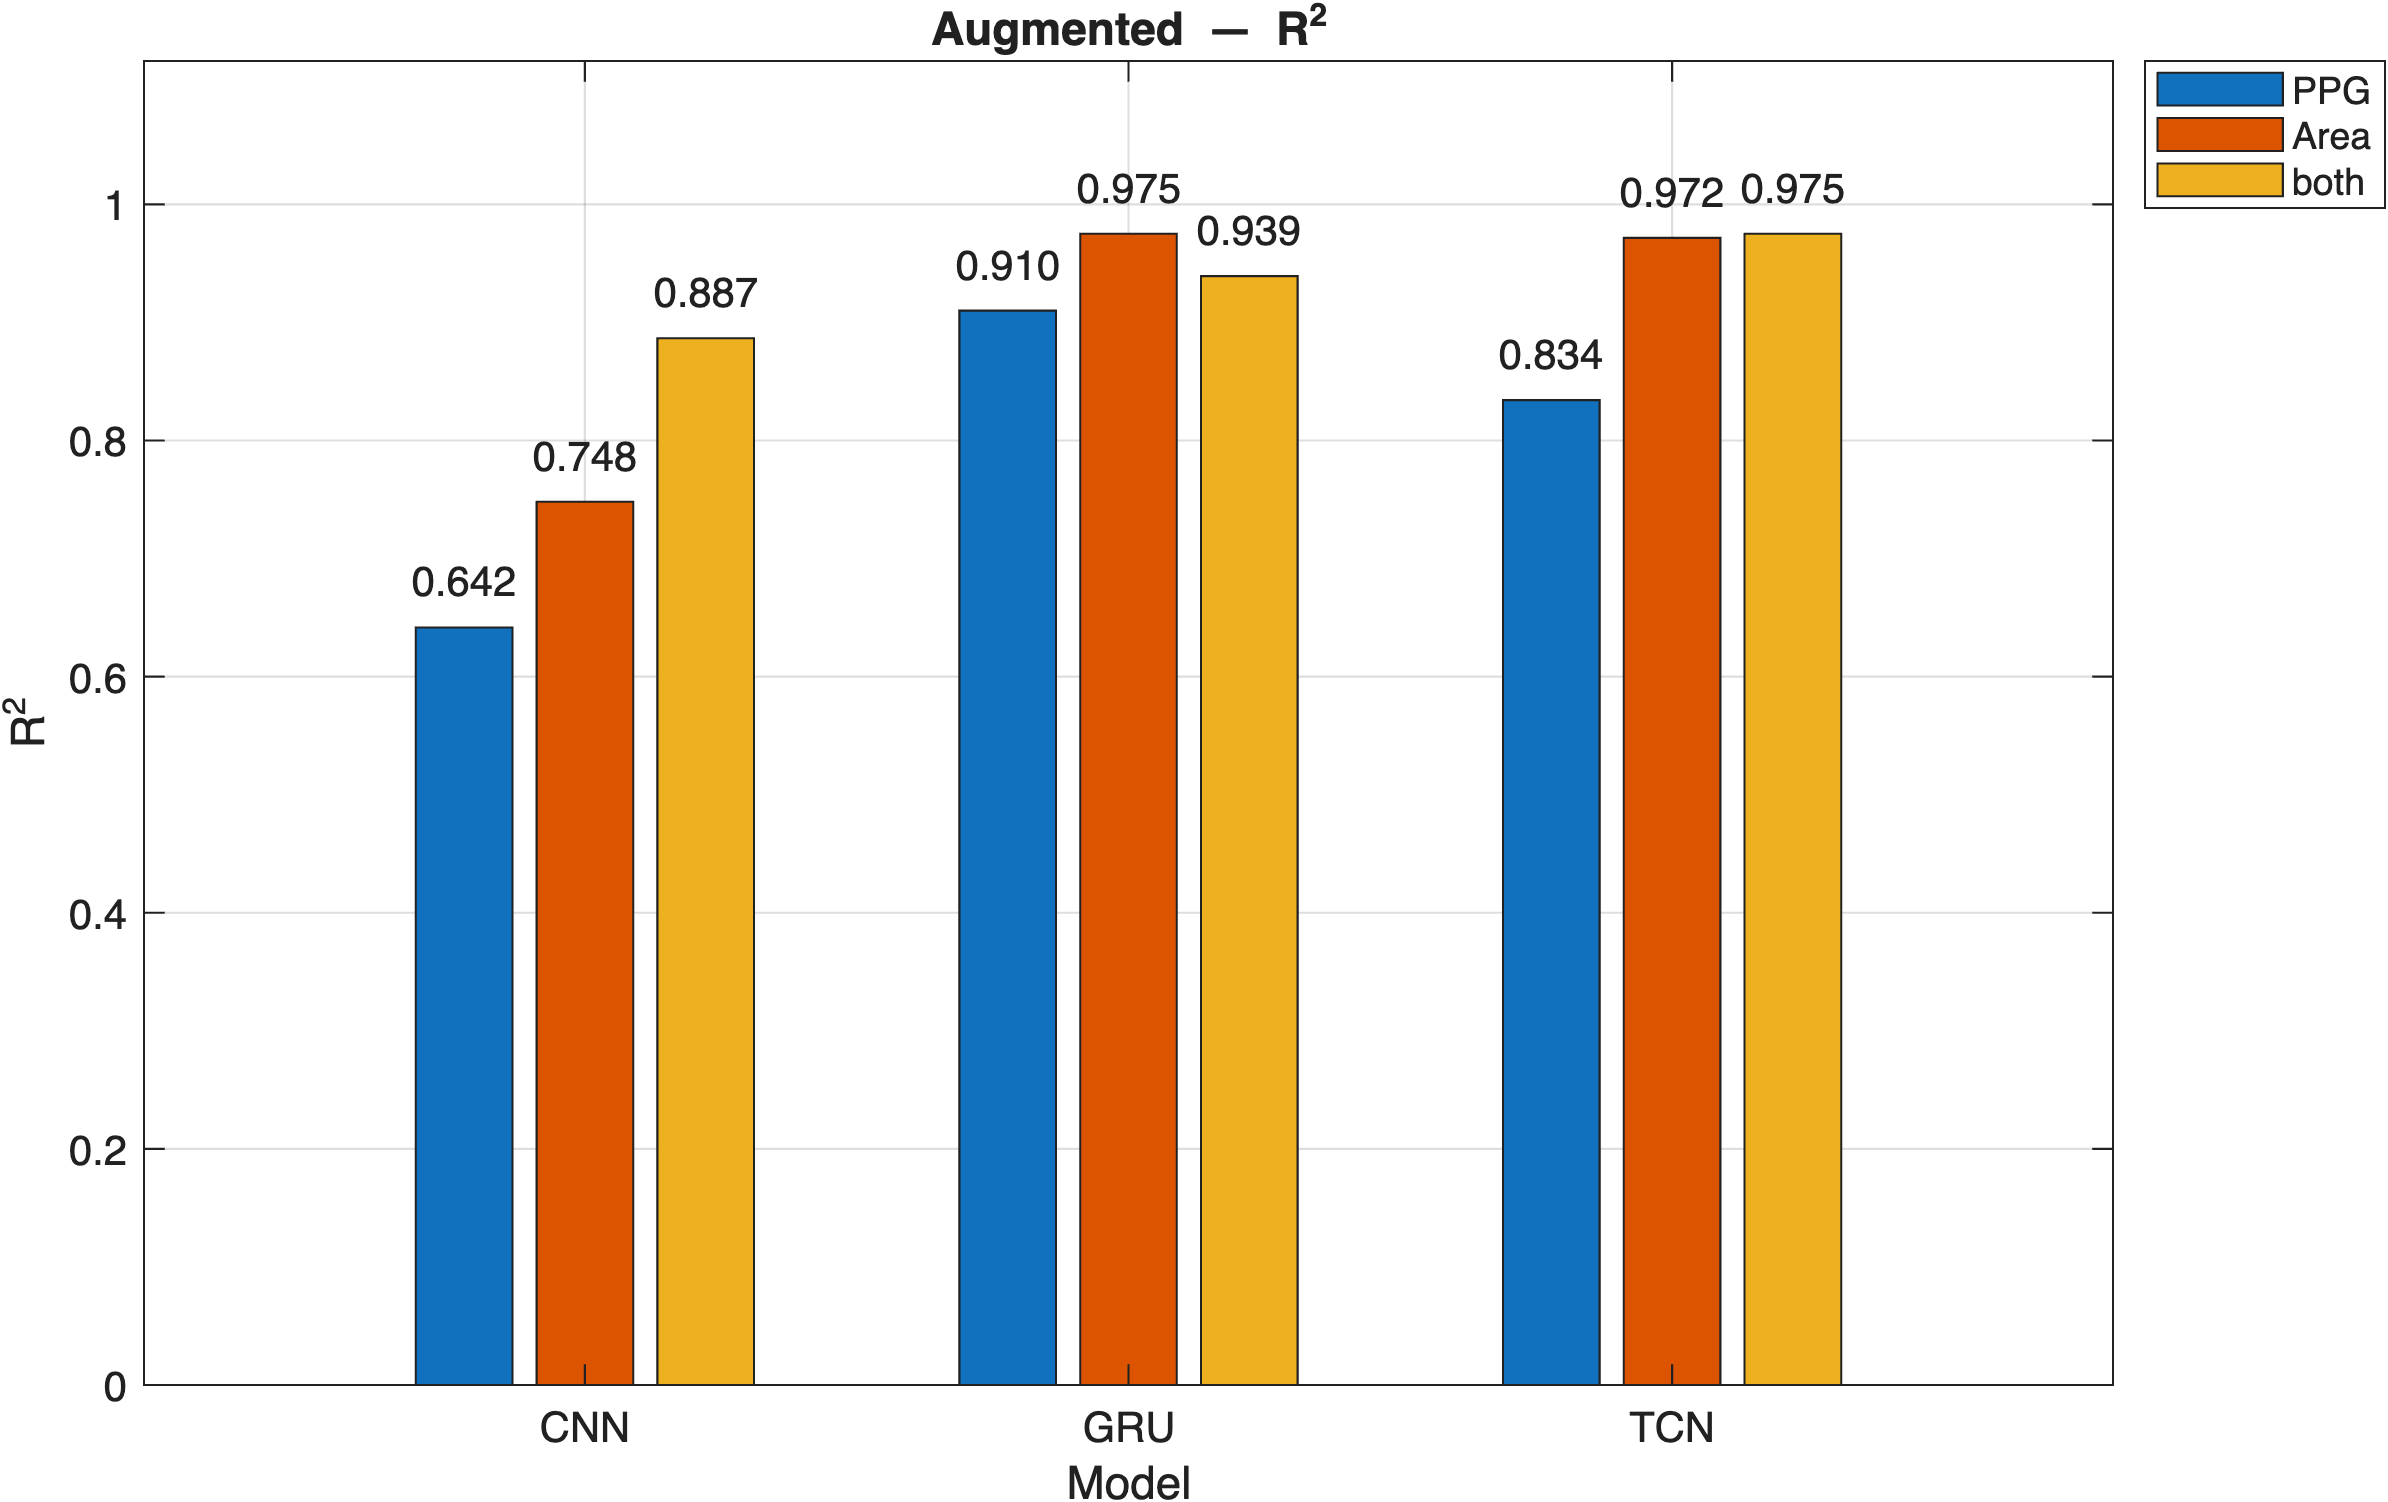 Augmented — R²
PPG
Area
both
0.975
0.972 0.975
1
0.939
0.910
0.887
0.834
0.8
0.748
0.642
0.6
R²
0.4
0.2
0
CNN GRU TCN
Model